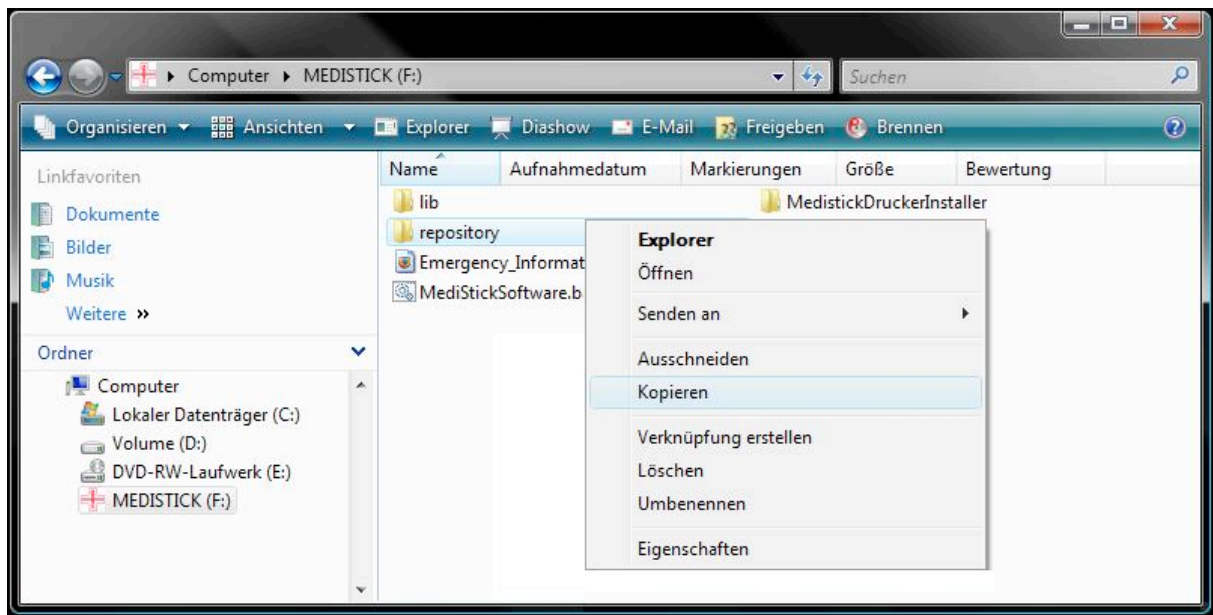 Computer ▸ MEDISTICK (F:)
Suchen
Organisieren Ansichten Explorer Diashow E-Mail Freigeben Brennen
Linkfavoriten
Dokumente
Bilder
Musik
Weitere »
Ordner
Computer
Lokaler Datenträger (C:)
Volume (D:)
DVD-RW-Laufwerk (E:)
MEDISTICK (F:)
Name Aufnahmedatum Markierungen Größe Bewertung
lib MedistickDruckerInstaller
repository
Emergency_Informat
MediStickSoftware.b
Explorer
Öffnen
Senden an
Ausschneiden
Kopieren
Verknüpfung erstellen
Löschen
Umbenennen
Eigenschaften